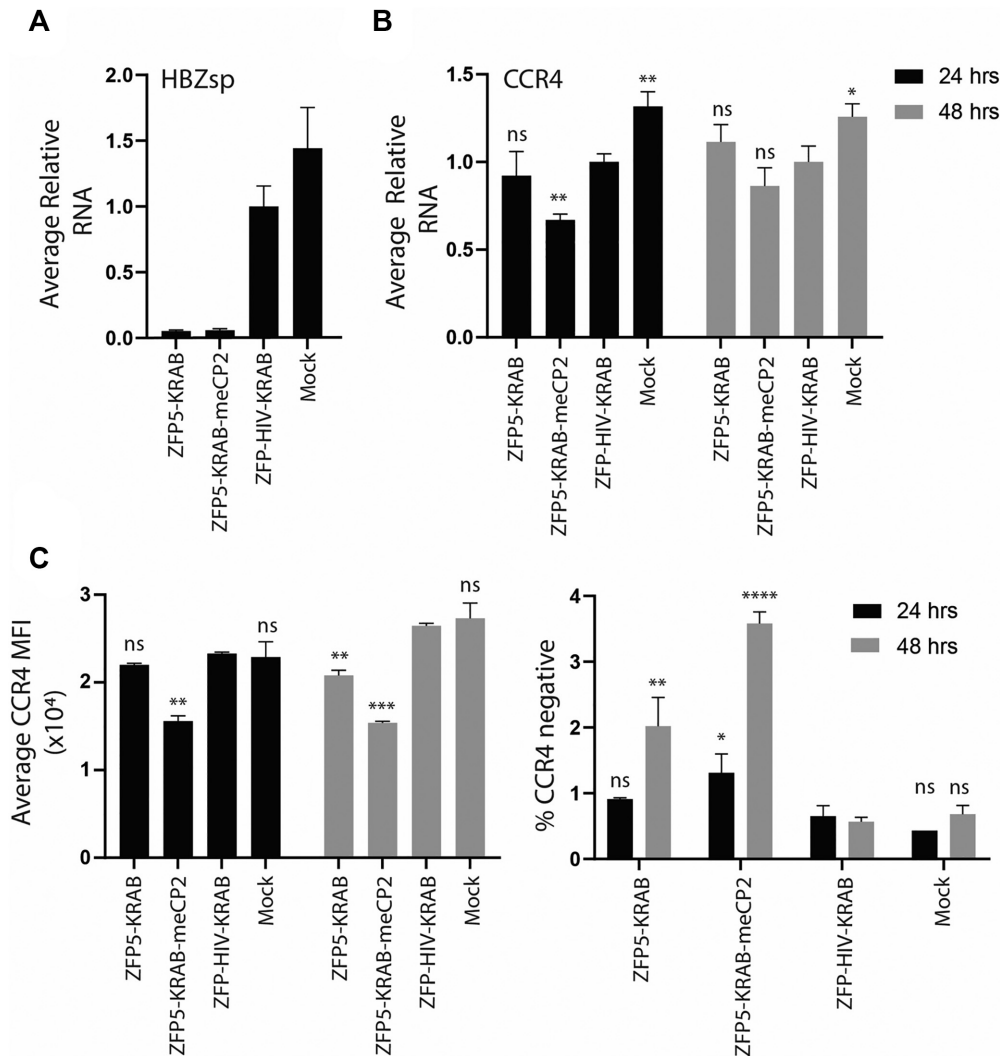 A
HBZsp
Average Relative
RNA
2.0
1.5
1.0
0.5
0.0
ZFP5-KRAB
ZFP5-KRAB-meCP2
ZFP-HIV-KRAB
Mock
B
CCR4
Average Relative
RNA
1.5
1.0
0.5
0.0
ns
**
**
ns
ns
*
24 hrs
48 hrs
ZFP5-KRAB
ZFP5-KRAB-meCP2
ZFP-HIV-KRAB
Mock
ZFP5-KRAB
ZFP5-KRAB-meCP2
ZFP-HIV-KRAB
Mock
C
Average CCR4 MFI
(x10⁴)
3
2
1
0
ns
**
ns
**
***
ns
ZFP5-KRAB
ZFP5-KRAB-meCP2
ZFP-HIV-KRAB
Mock
ZFP5-KRAB
ZFP5-KRAB-meCP2
ZFP-HIV-KRAB
Mock
% CCR4 negative
4
3
2
1
0
ns
**
*
****
ns
ns
24 hrs
48 hrs
ZFP5-KRAB
ZFP5-KRAB-meCP2
ZFP-HIV-KRAB
Mock